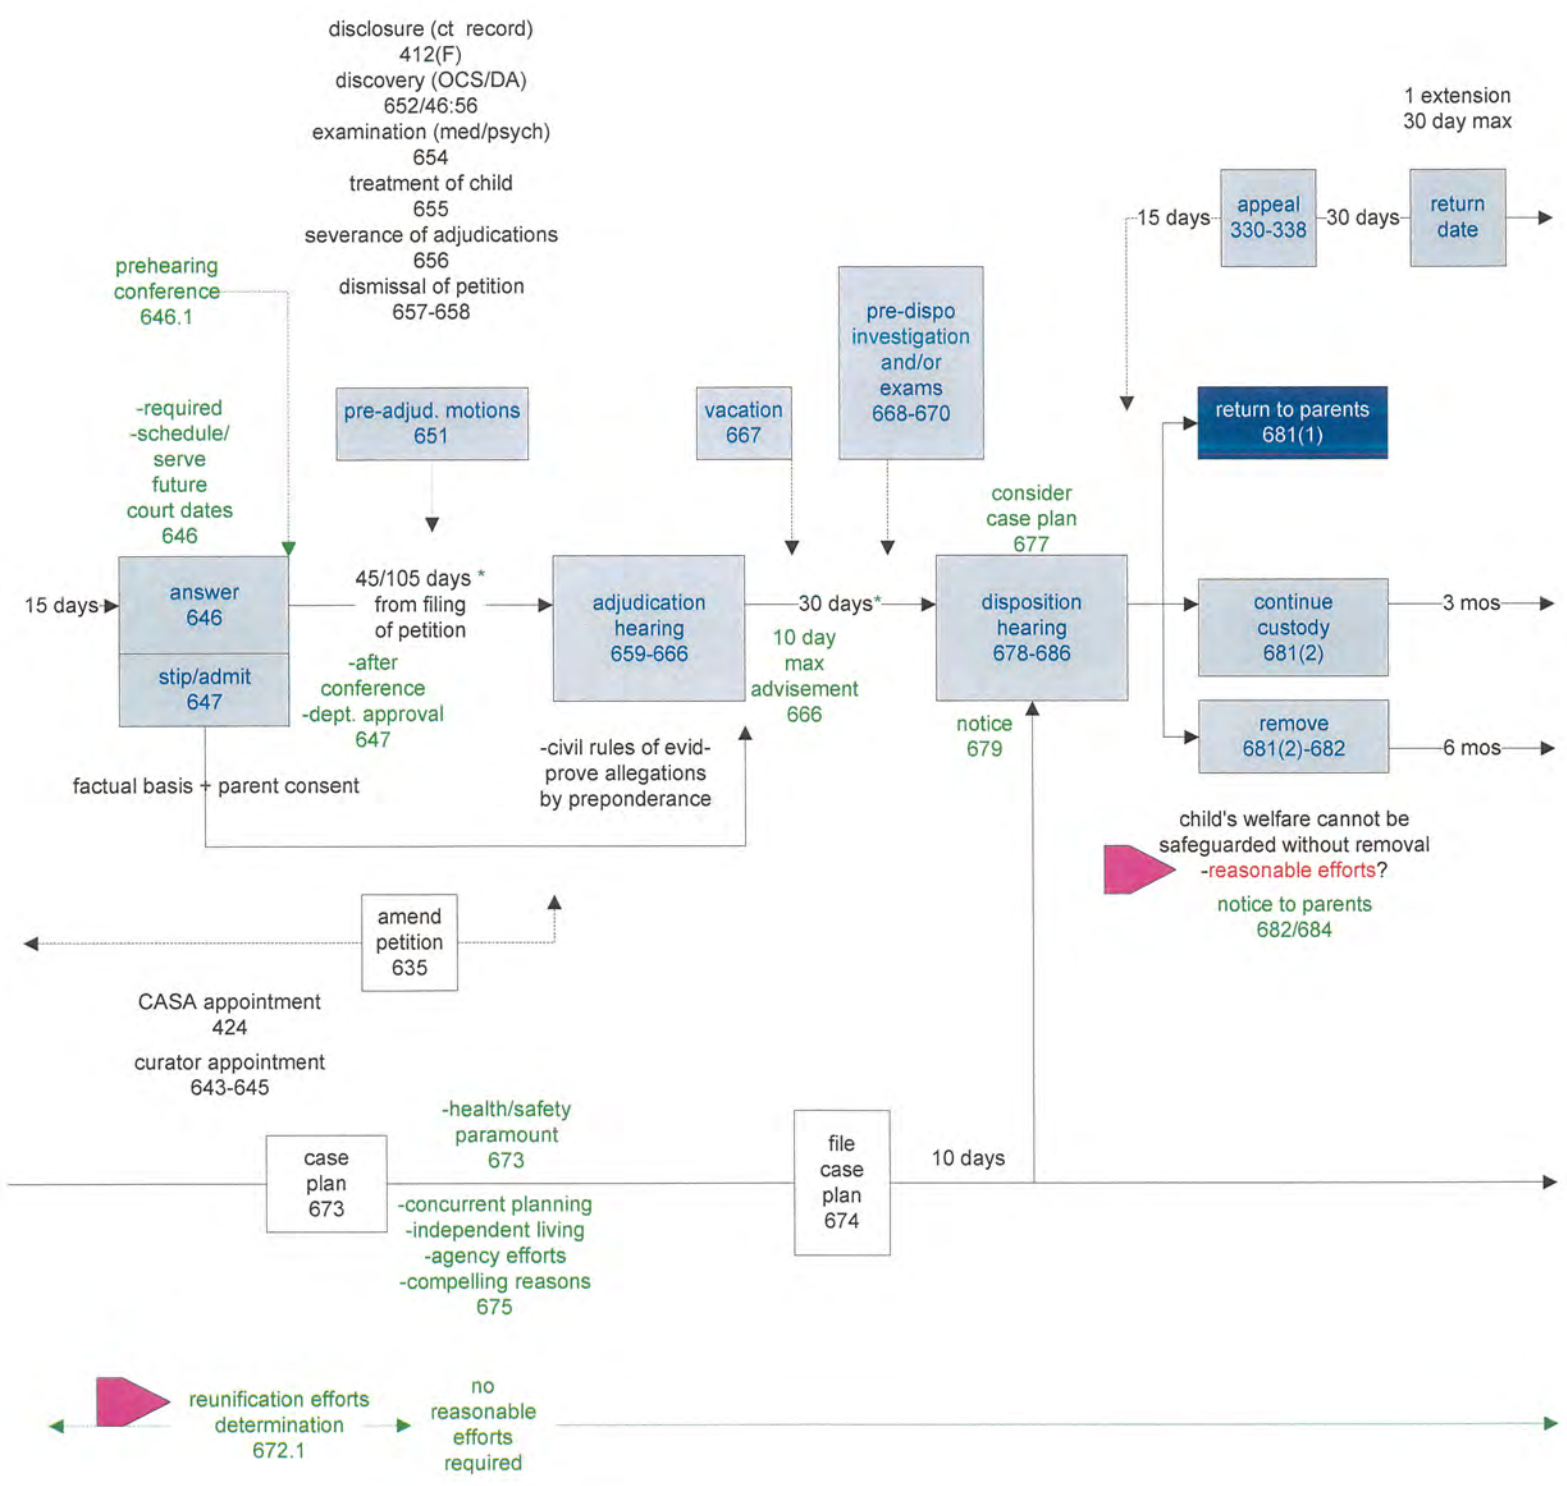 disclosure (ct record)
412(F)
discovery (OCS/DA)
652/46:56
examination (med/psych)
654
treatment of child
655
severance of adjudications
656
dismissal of petition
657-658
1 extension
30 day max
15 days
appeal
330-338
30 days
return
date
prehearing
conference
646.1
pre-dispo
investigation
and/or
exams
668-670
-required
-schedule/
serve
future
court dates
646
pre-adjud. motions
651
vacation
667
return to parents
681(1)
consider
case plan
677
15 days
answer
646
stip/admit
647
45/105 days *
from filing
of petition
-after
conference
-dept. approval
647
adjudication
hearing
659-666
30 days*
10 day
max
advisement
666
disposition
hearing
678-686
notice
679
continue
custody
681(2)
3 mos
remove
681(2)-682
6 mos
factual basis + parent consent
-civil rules of evid-
prove allegations
by preponderance
child's welfare cannot be
safeguarded without removal
-reasonable efforts?
notice to parents
682/684
amend
petition
635
CASA appointment
424
curator appointment
643-645
case
plan
673
-health/safety
paramount
673
-concurrent planning
-independent living
-agency efforts
-compelling reasons
675
file
case
plan
674
10 days
reunification efforts
determination
672.1
no
reasonable
efforts
required